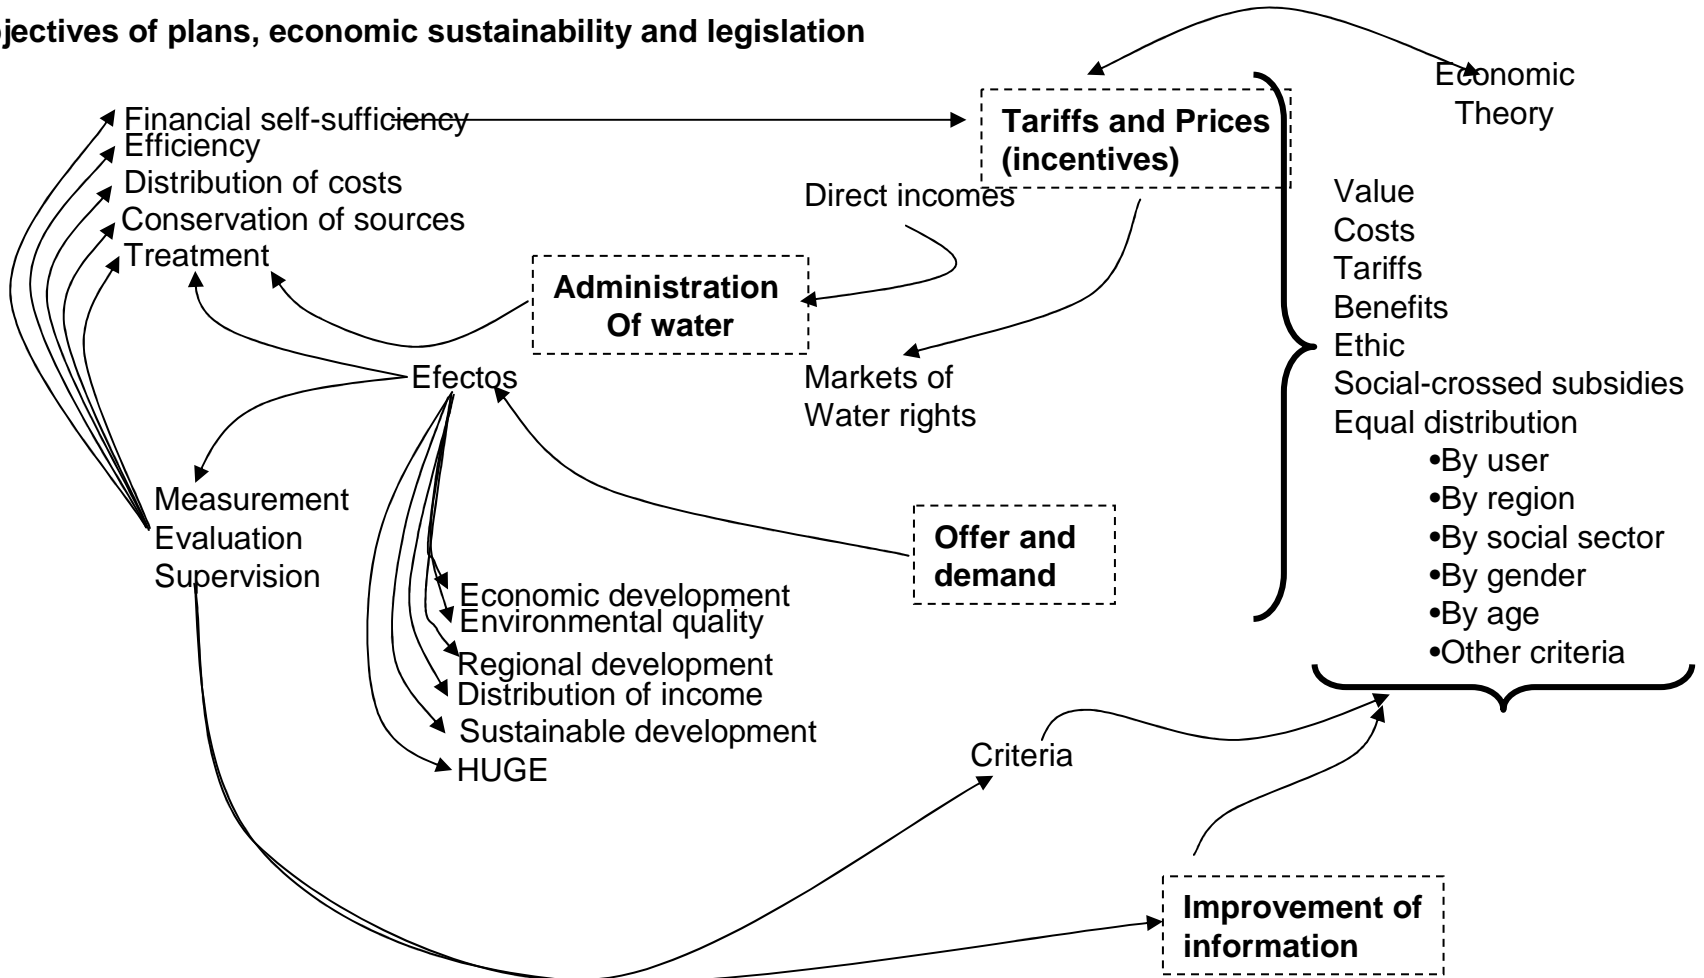 jectives of plans, economic sustainability and legislation
Financial self-sufficiency
Efficiency
Distribution of costs
Conservation of sources
Treatment
Tariffs and Prices
(incentives)
Economic
Theory
Direct incomes
Administration
Of water
Efectos
Markets of
Water rights
Value
Costs
Tariffs
Benefits
Ethic
Social-crossed subsidies
Equal distribution
•By user
•By region
•By social sector
•By gender
•By age
•Other criteria
Measurement
Evaluation
Supervision
Offer and
demand
Economic development
Environmental quality
Regional development
Distribution of income
Sustainable development
HUGE
Criteria
Improvement of
information